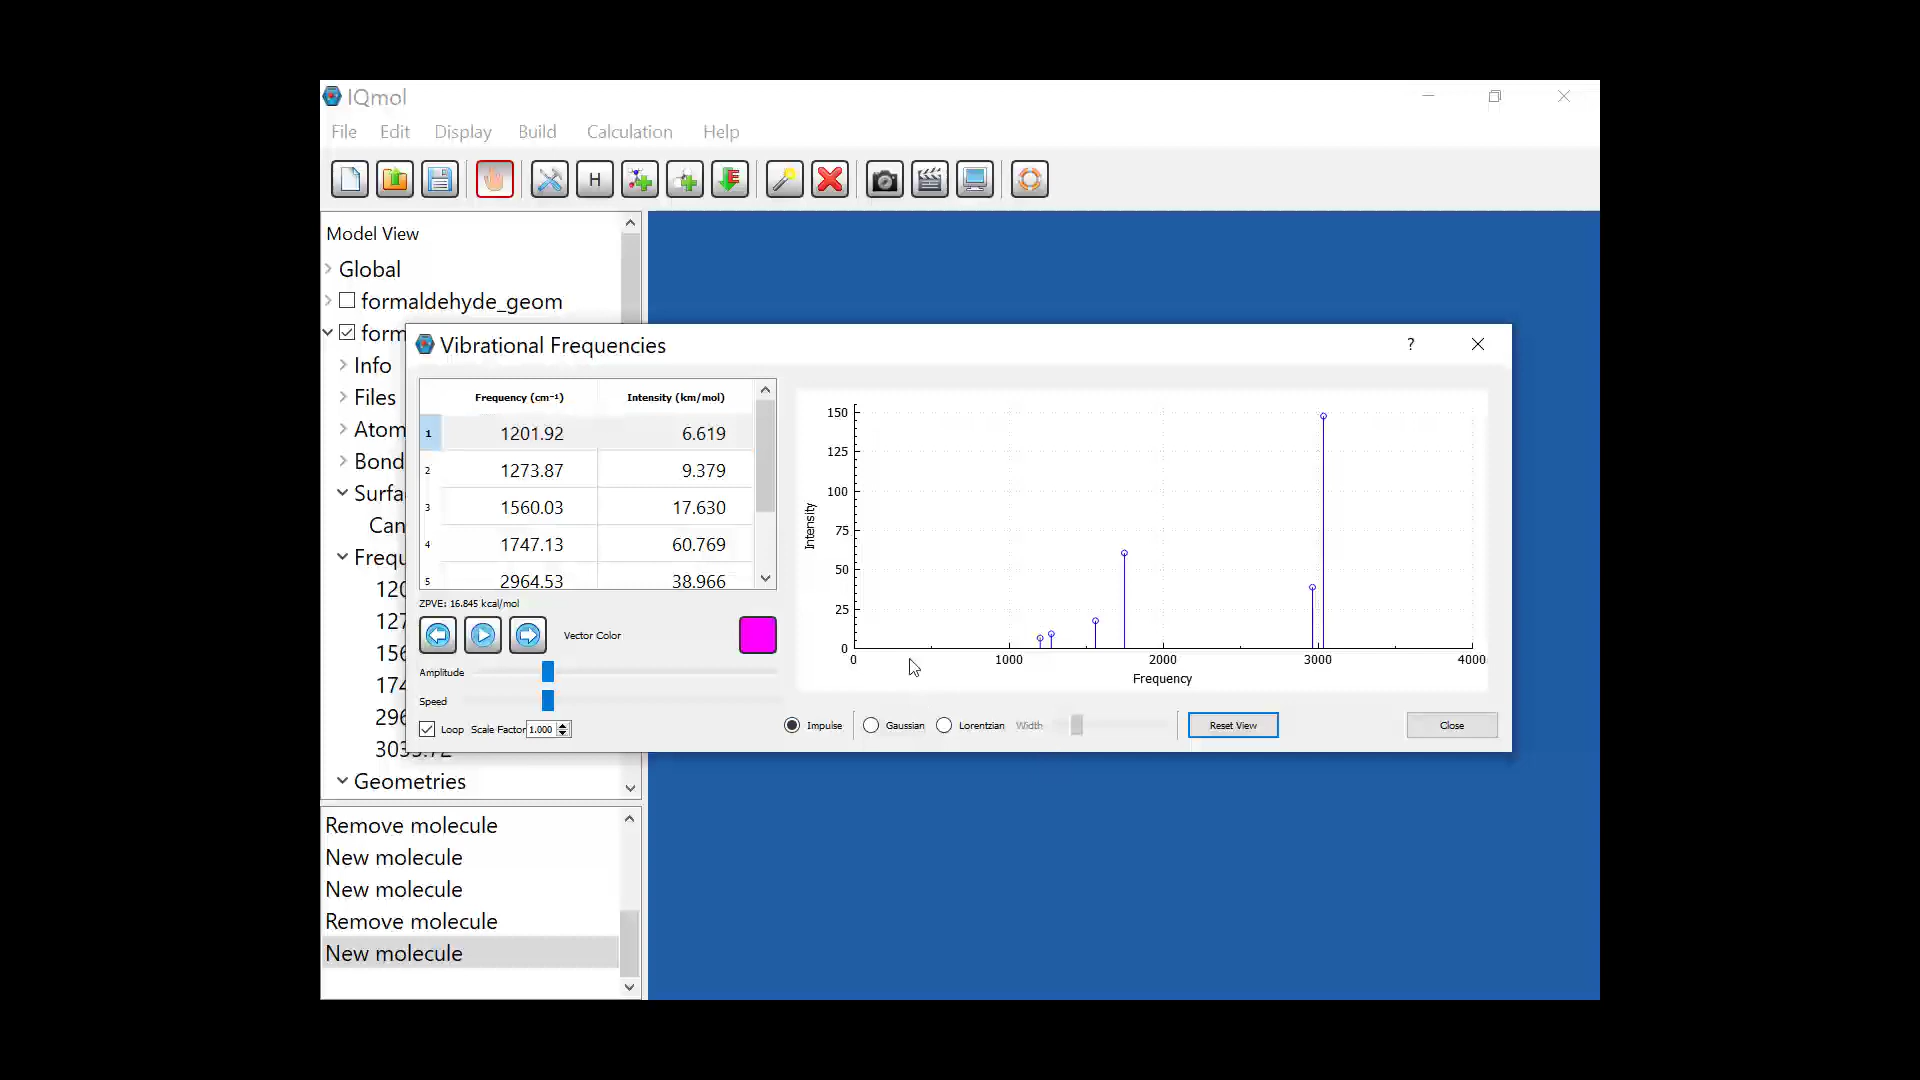 IQmol
File Edit Display Build Calculation Help
H
Model View
Global
formaldehyde_geom
form
Info
Files
Atom
Bond
Surfa
Can
Frequ
120
127
156
174
296
Geometries
Remove molecule
New molecule
New molecule
Remove molecule
New molecule
Vibrational Frequencies
?
Frequency (cm⁻¹) Intensity (km/mol)
1 1201.92 6.619
2 1273.87 9.379
3 1560.03 17.630
4 1747.13 60.769
5 2964.53 38.966
ZPVE: 16.845 kcal/mol
Vector Color
Amplitude
Speed
Loop Scale Factor 1.000
150
125
100
75
50
25
0
Intensity
0 1000 2000 3000 4000
Frequency
Impulse Gaussian Lorentzian Width Reset View Close